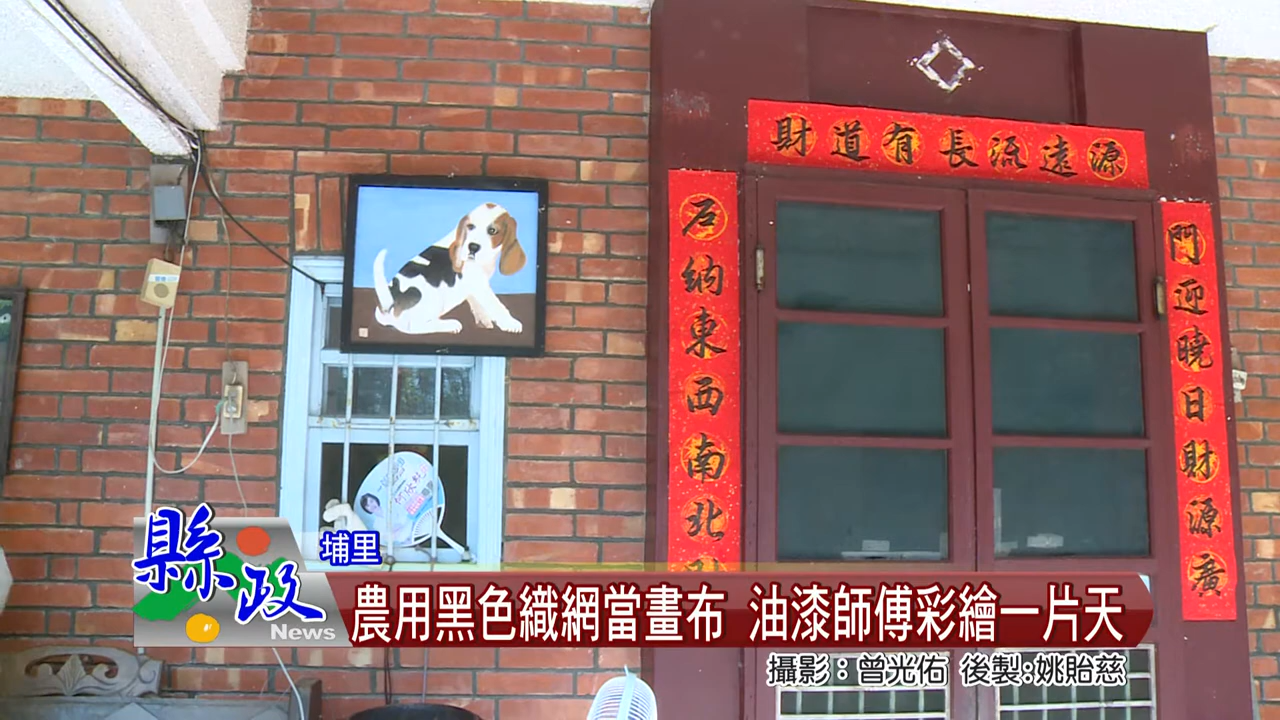 財道有長流遠源
門迎曉日財源廣
戶納東西南北財
縣政
News
埔里
農用黑色織網當畫布 油漆師傅彩繪一片天
攝影：曾光佑 後製:姚貽慈